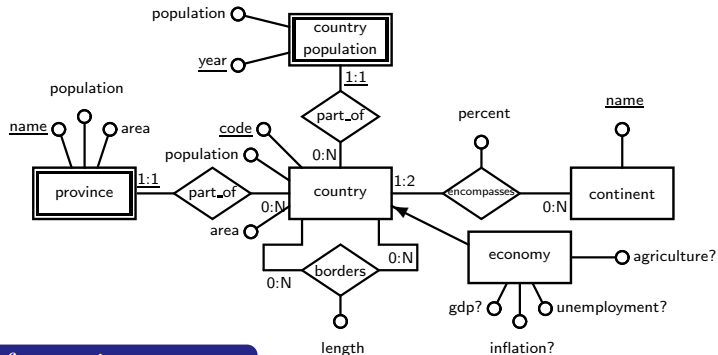 population
country
population
year
1:1
population
part_of
percent
name
name
area
code
population
0:N
province
1:1
part_of
0:N
country
1:2
encompasses
0:N
continent
area
0:N
borders
0:N
economy
agriculture?
gdp?
unemployment?
length
inflation?